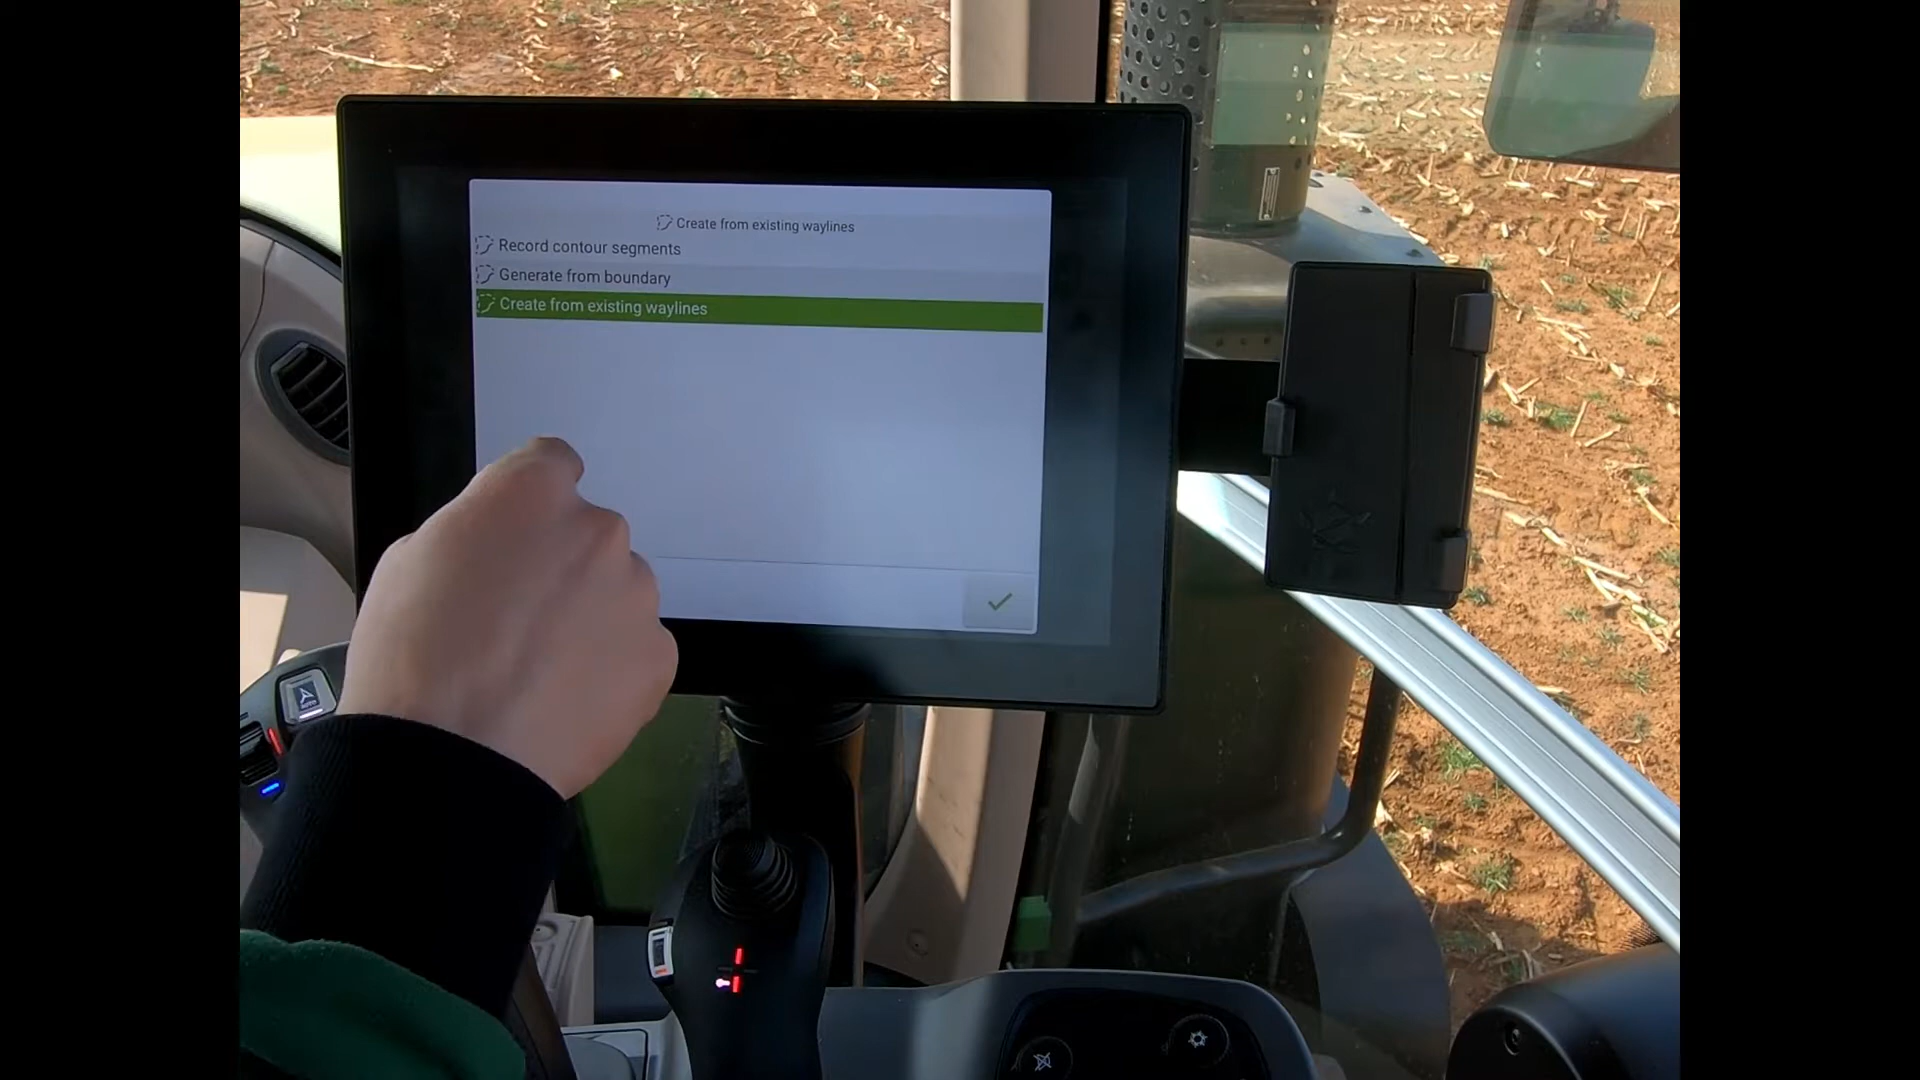 Create from existing waylines
Record contour segments
Generate from boundary
Create from existing waylines